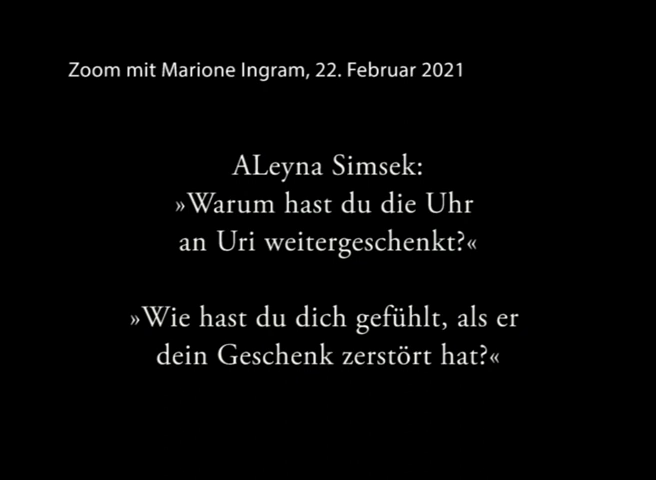 Zoom mit Marione Ingram, 22. Februar 2021
ALeyna Simsek:
»Warum hast du die Uhr
an Uri weitergeschenkt?«
»Wie hast du dich gefühlt, als er
dein Geschenk zerstört hat?«